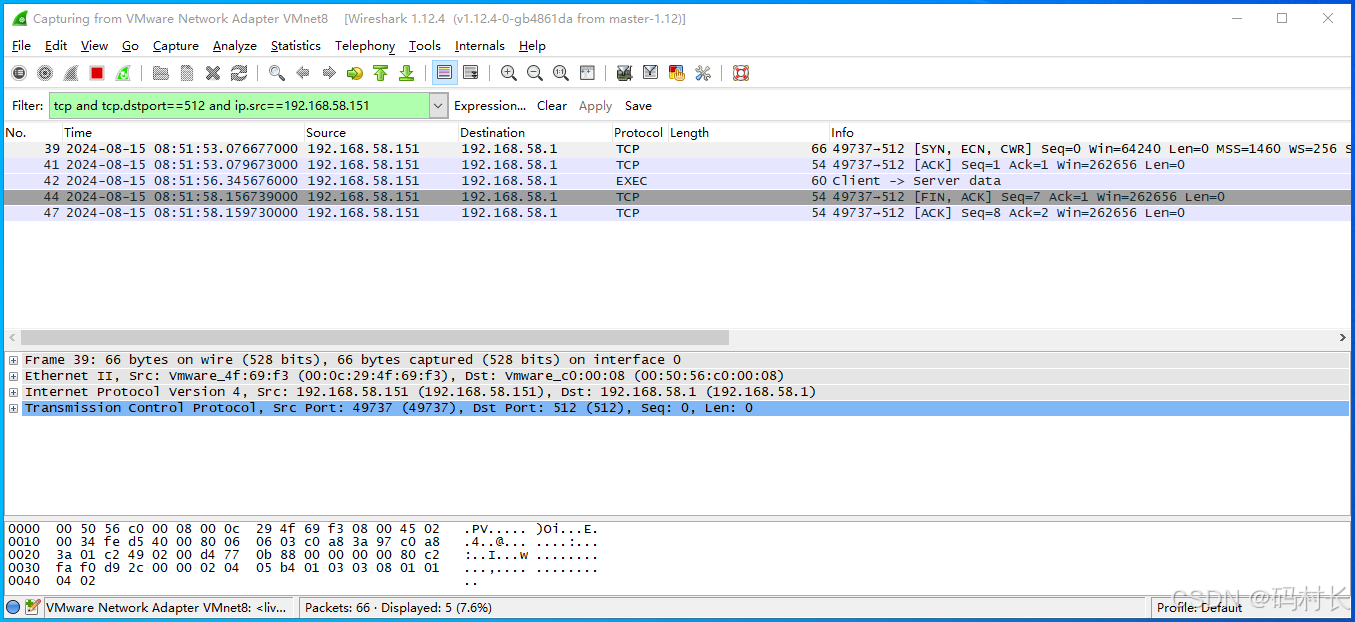 Capturing from VMware Network Adapter VMnet8 [Wireshark 1.12.4 (v1.12.4-0-gb4861da from master-1.12)]
File Edit View Go Capture Analyze Statistics Telephony Tools Internals Help
Filter: tcp and tcp.dstport==512 and ip.src==192.168.58.151 Expression... Clear Apply Save
No. Time Source Destination Protocol Length Info
39 2024-08-15 08:51:53.076677000 192.168.58.151 192.168.58.1 TCP 66 49737→512 [SYN, ECN, CWR] Seq=0 Win=64240 Len=0 MSS=1460 WS=256 S
41 2024-08-15 08:51:53.079673000 192.168.58.151 192.168.58.1 TCP 54 49737→512 [ACK] Seq=1 Ack=1 Win=262656 Len=0
42 2024-08-15 08:51:56.345676000 192.168.58.151 192.168.58.1 EXEC 60 Client -> Server data
44 2024-08-15 08:51:58.156739000 192.168.58.151 192.168.58.1 TCP 54 49737→512 [FIN, ACK] Seq=7 Ack=1 Win=262656 Len=0
47 2024-08-15 08:51:58.159730000 192.168.58.151 192.168.58.1 TCP 54 49737→512 [ACK] Seq=8 Ack=2 Win=262656 Len=0
Frame 39: 66 bytes on wire (528 bits), 66 bytes captured (528 bits) on interface 0
Ethernet II, Src: Vmware_4f:69:f3 (00:0c:29:4f:69:f3), Dst: Vmware_c0:00:08 (00:50:56:c0:00:08)
Internet Protocol Version 4, Src: 192.168.58.151 (192.168.58.151), Dst: 192.168.58.1 (192.168.58.1)
Transmission Control Protocol, Src Port: 49737 (49737), Dst Port: 512 (512), Seq: 0, Len: 0
0000 00 50 56 c0 00 08 00 0c 29 4f 69 f3 08 00 45 02 .PV..... )Oi...E.
0010 00 34 fe d5 40 00 80 06 06 03 c0 a8 3a 97 c0 a8 .4..@... ....:...
0020 3a 01 c2 49 02 00 d4 77 0b 88 00 00 00 00 80 c2 :..I...w ........
0030 fa f0 d9 2c 00 00 02 04 05 b4 01 03 03 08 01 01 ...,.... ........
0040 04 02 ..
VMware Network Adapter VMnet8: <liv... Packets: 66 · Displayed: 5 (7.6%) Profile: Default
CSDN @码村长